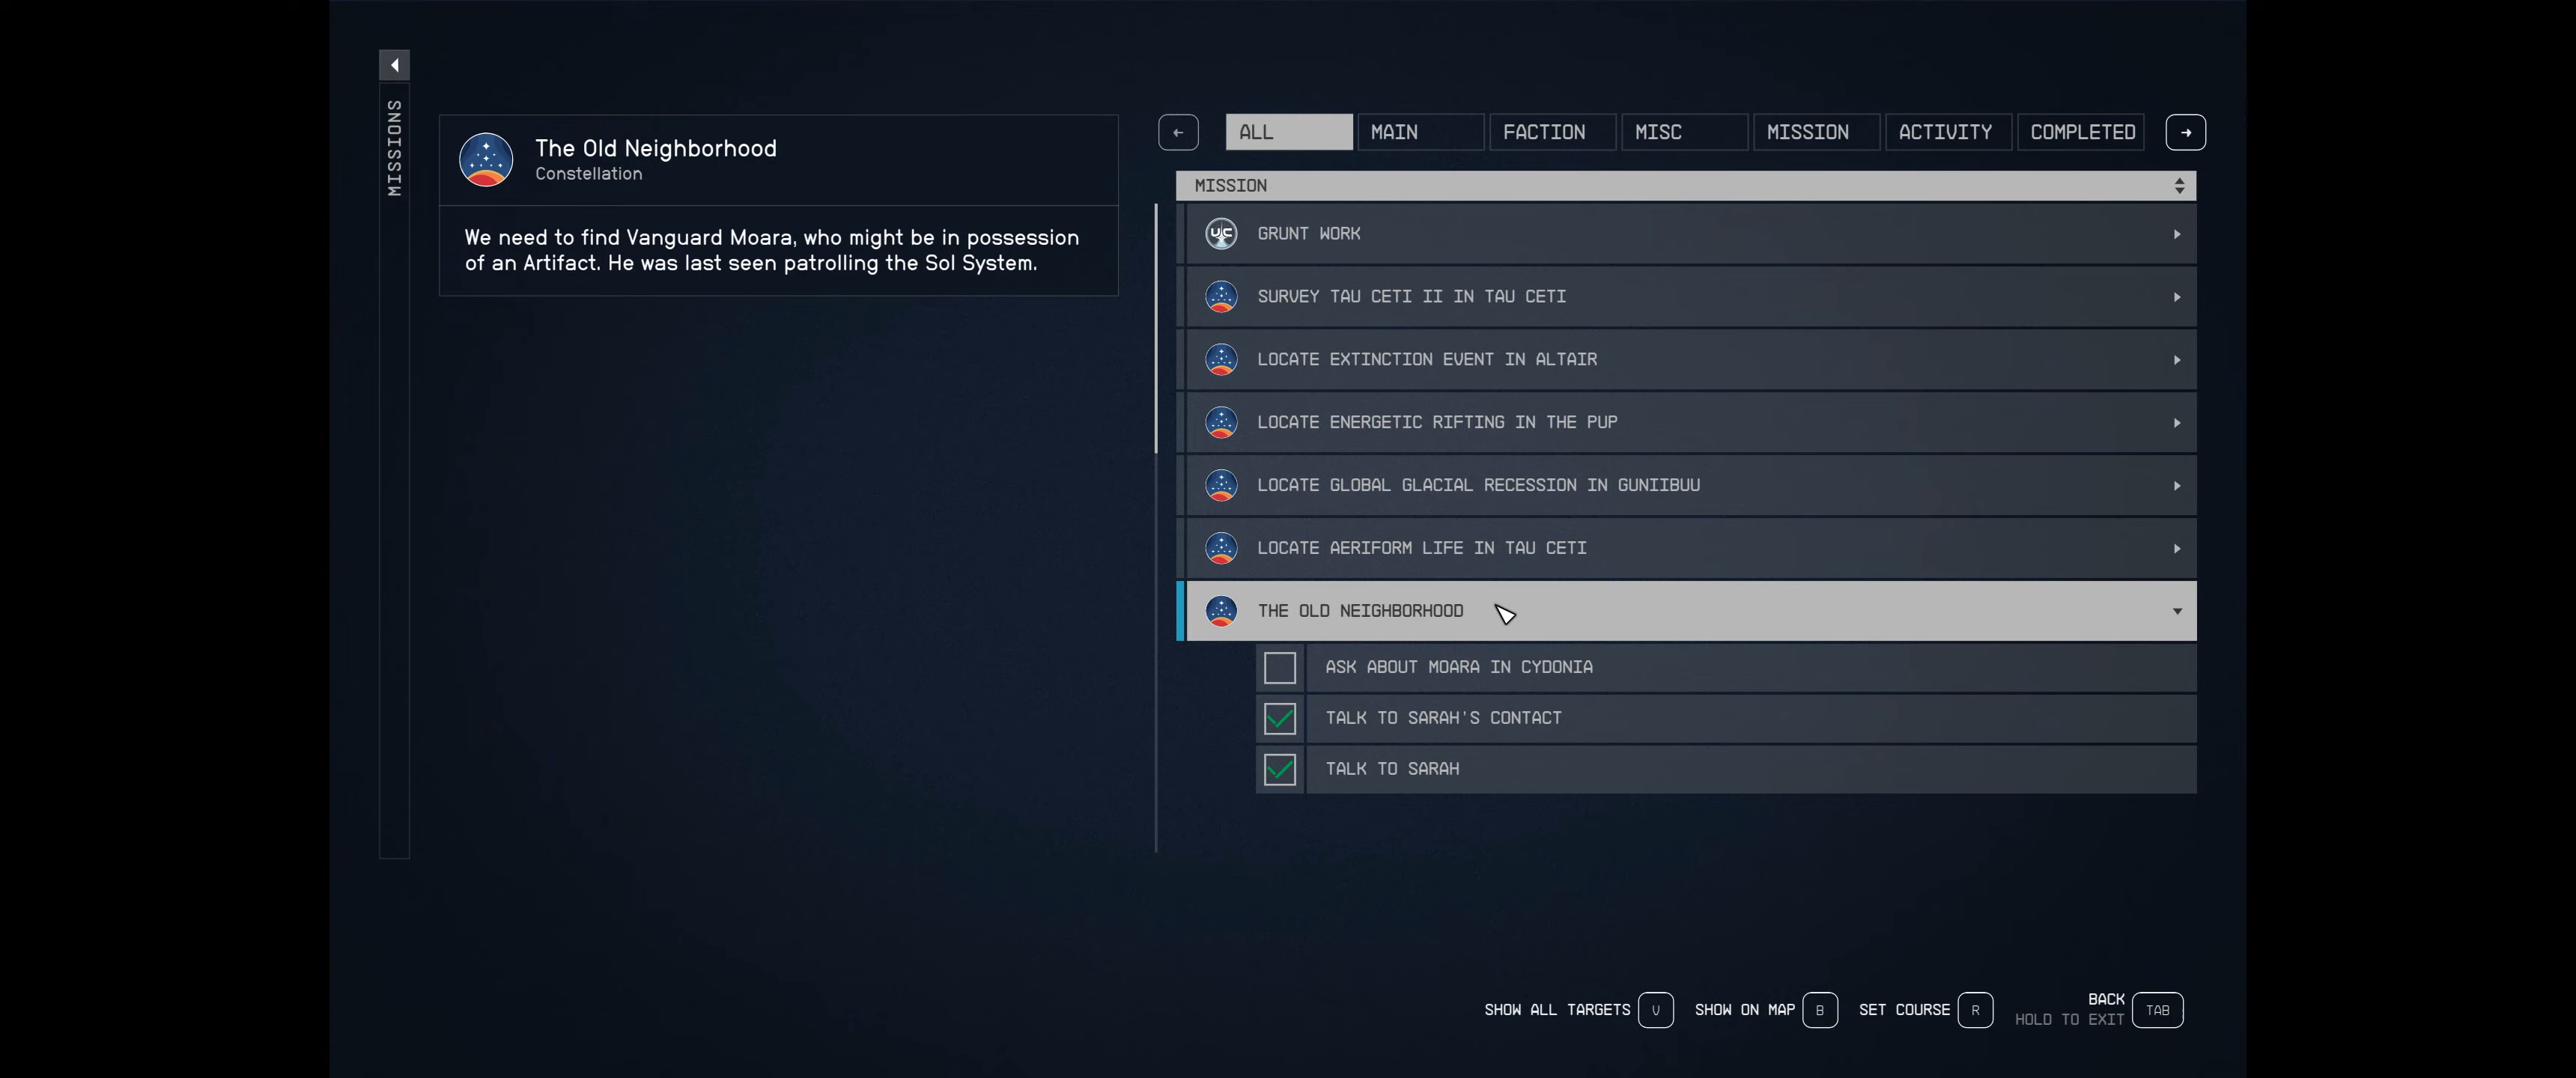 MISSIONS
The Old Neighborhood
Constellation
We need to find Vanguard Moara, who might be in possession
of an Artifact. He was last seen patrolling the Sol System.
ALL
MAIN
FACTION
MISC
MISSION
ACTIVITY
COMPLETED
MISSION
UC
GRUNT WORK
SURVEY TAU CETI II IN TAU CETI
LOCATE EXTINCTION EVENT IN ALTAIR
LOCATE ENERGETIC RIFTING IN THE PUP
LOCATE GLOBAL GLACIAL RECESSION IN GUNIIBUU
LOCATE AERIFORM LIFE IN TAU CETI
THE OLD NEIGHBORHOOD
ASK ABOUT MOARA IN CYDONIA
TALK TO SARAH'S CONTACT
TALK TO SARAH
SHOW ALL TARGETS V
SHOW ON MAP B
SET COURSE R
BACK
HOLD TO EXIT
TAB